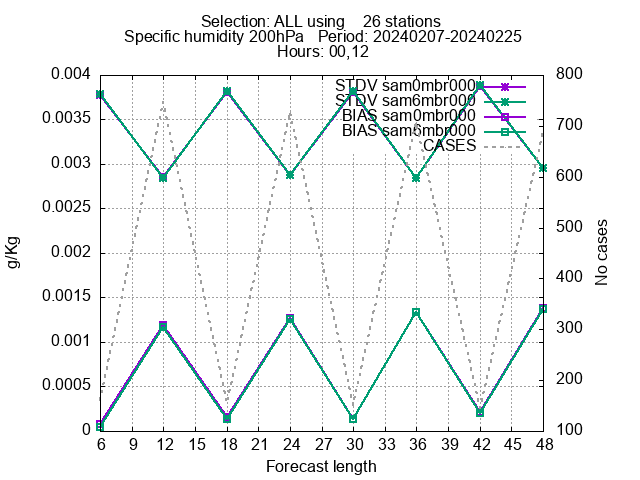 Selection: ALL using    26 stations
Specific humidity 200hPa   Period: 20240207-20240225
Hours: 00,12
STDV sam0mbr000
STDV sam6mbr000
BIAS sam0mbr000
BIAS sam6mbr000
CASES
0.004
0.0035
0.003
0.0025
0.002
0.0015
0.001
0.0005
0
g/Kg
800
700
600
500
400
300
200
100
No cases
6 9 12 15 18 21 24 27 30 33 36 39 42 45 48
Forecast length